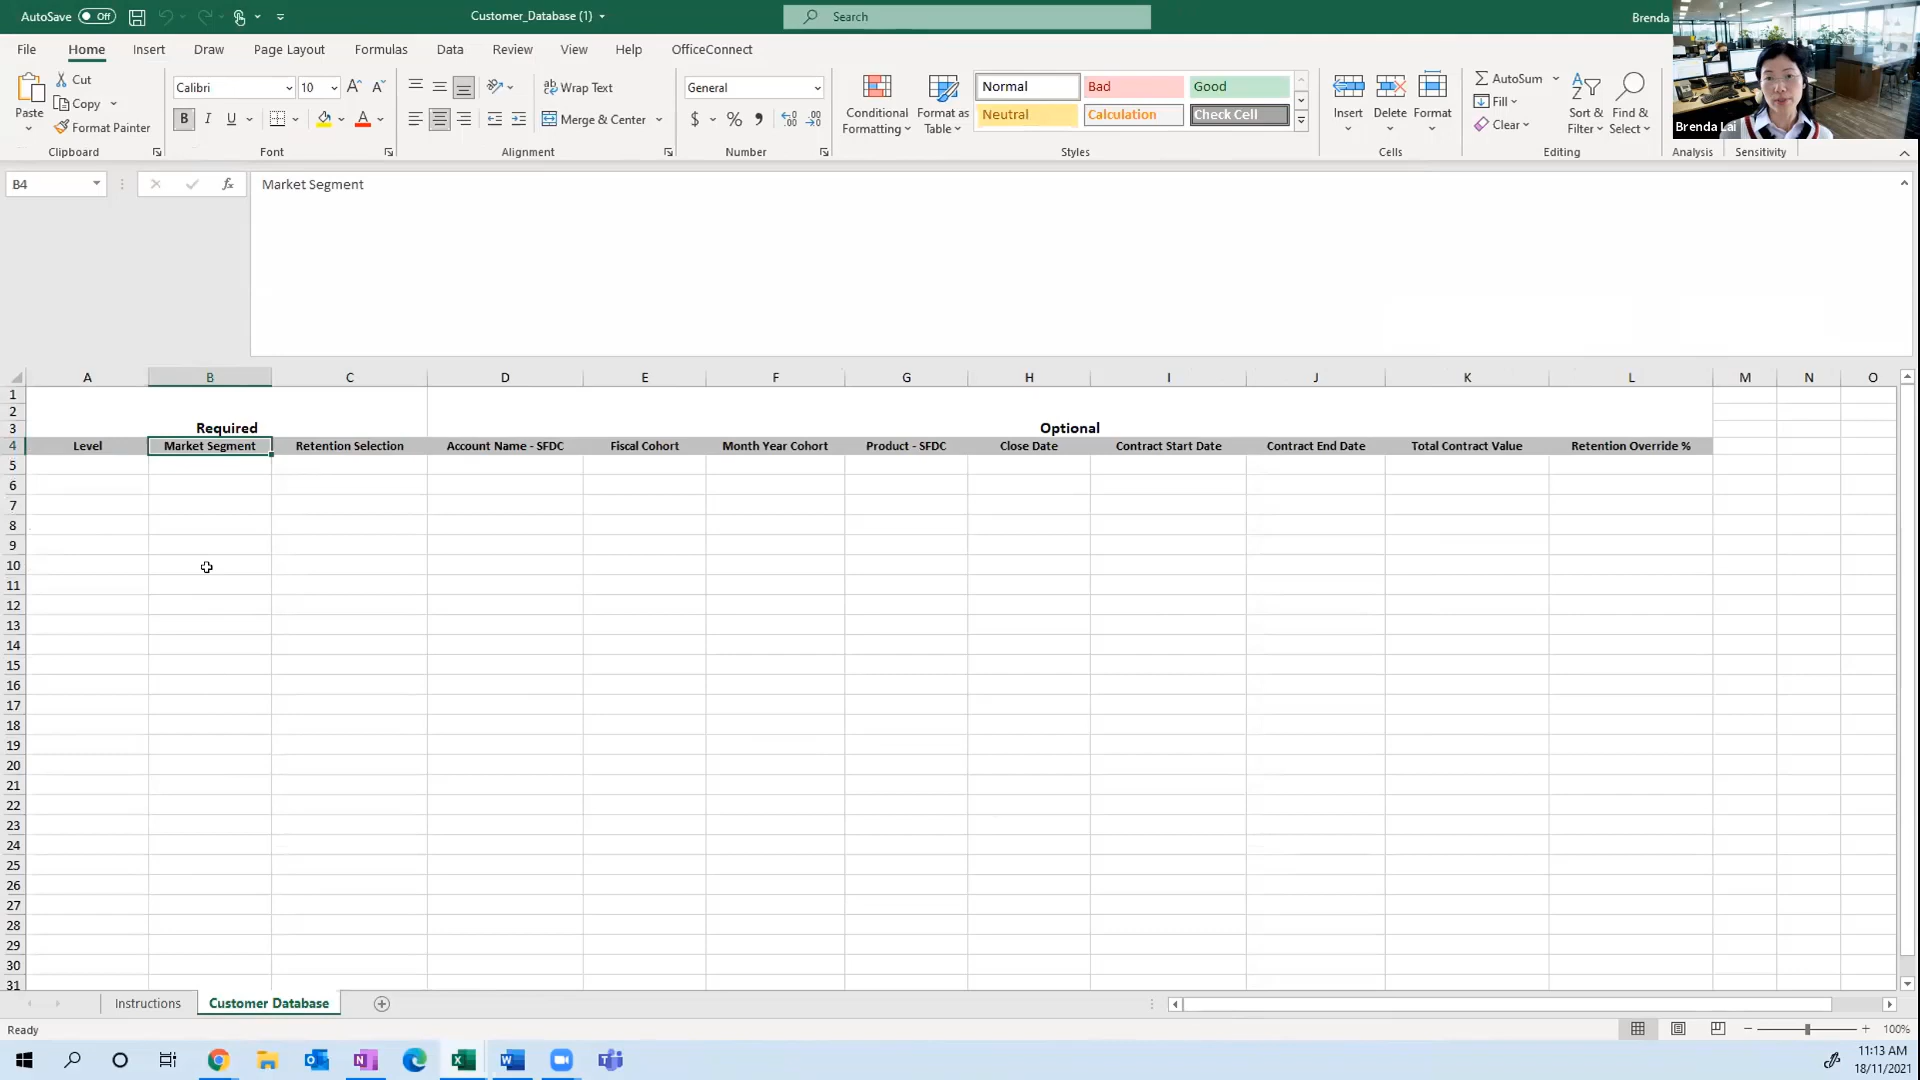 AutoSave Off Customer_Database (1) Search Brenda
File Home Insert Draw Page Layout Formulas Data Review View Help OfficeConnect
Paste Cut Copy Format Painter
Clipboard
Calibri 10
B I U A A A
Font
ab Wrap Text
Merge & Center
Alignment
General
$ % ,
Number
Conditional Formatting
Format as Table
Normal Bad Good
Neutral Calculation Check Cell
Styles
Insert Delete Format
Cells
AutoSum
Fill
Clear
Sort & Filter
Find & Select
Editing
Brenda Lai
Analysis Sensitivity
B4 fx Market Segment
A B C D E F G H I J K L M N O
1
2
3 Required Optional
4 Level Market Segment Retention Selection Account Name - SFDC Fiscal Cohort Month Year Cohort Product - SFDC Close Date Contract Start Date Contract End Date Total Contract Value Retention Override %
5
6
7
8
9
10
11
12
13
14
15
16
17
18
19
20
21
22
23
24
25
26
27
28
29
30
31
Instructions Customer Database
Ready 100%
11:13 AM
18/11/2021